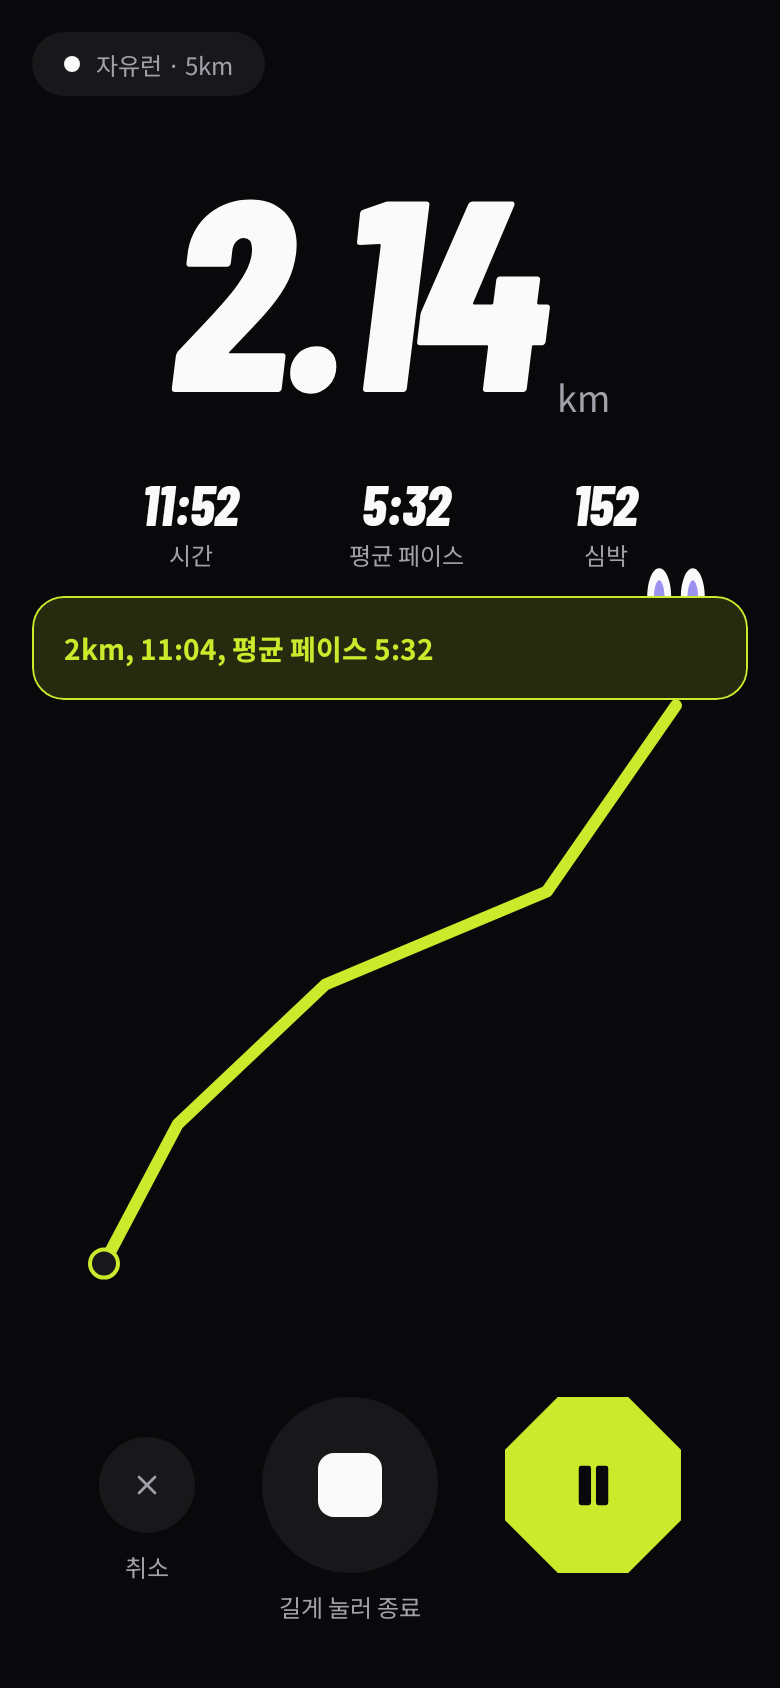 자유런 · 5km
2.14 km
11:52 5:32 152
시간 평균 페이스 심박
2km, 11:04, 평균 페이스 5:32
취소
길게 눌러 종료